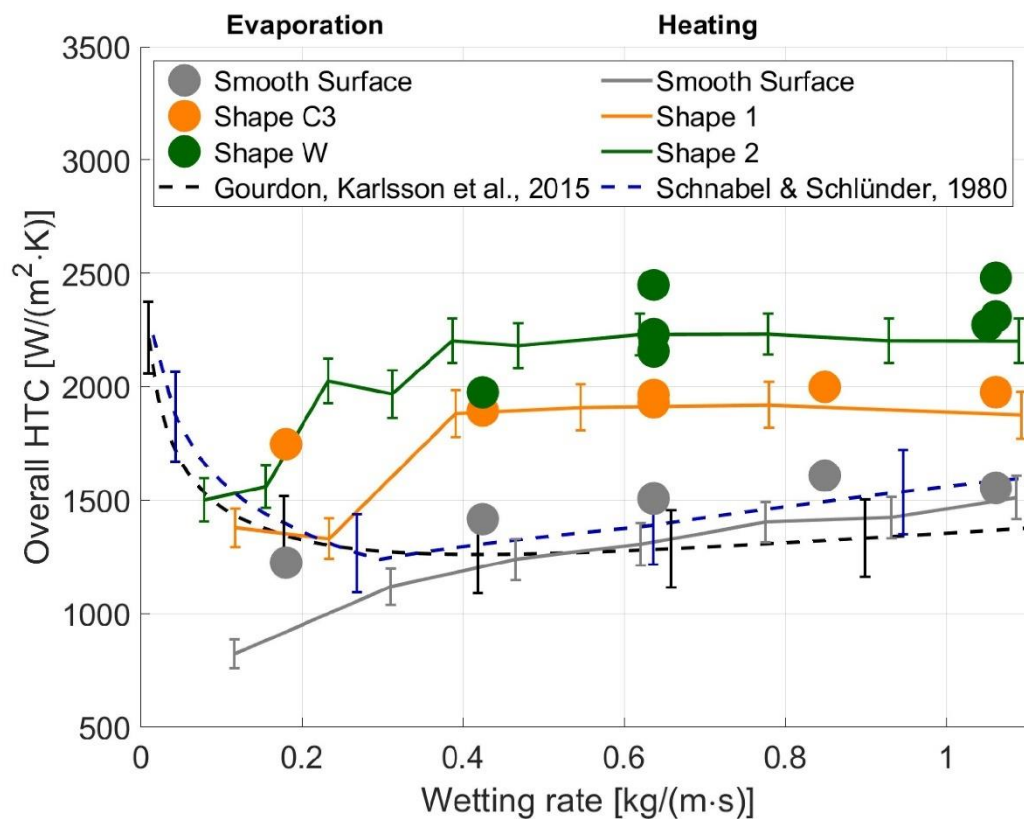 Evaporation Heating
3500
Smooth Surface Smooth Surface
Shape C3 Shape 1
Shape W Shape 2
Gourdon, Karlsson et al., 2015 Schnabel & Schlünder, 1980
3000
2500
2000
1500
1000
500
Overall HTC [W/(m²·K)]
0 0.2 0.4 0.6 0.8 1
Wetting rate [kg/(m·s)]